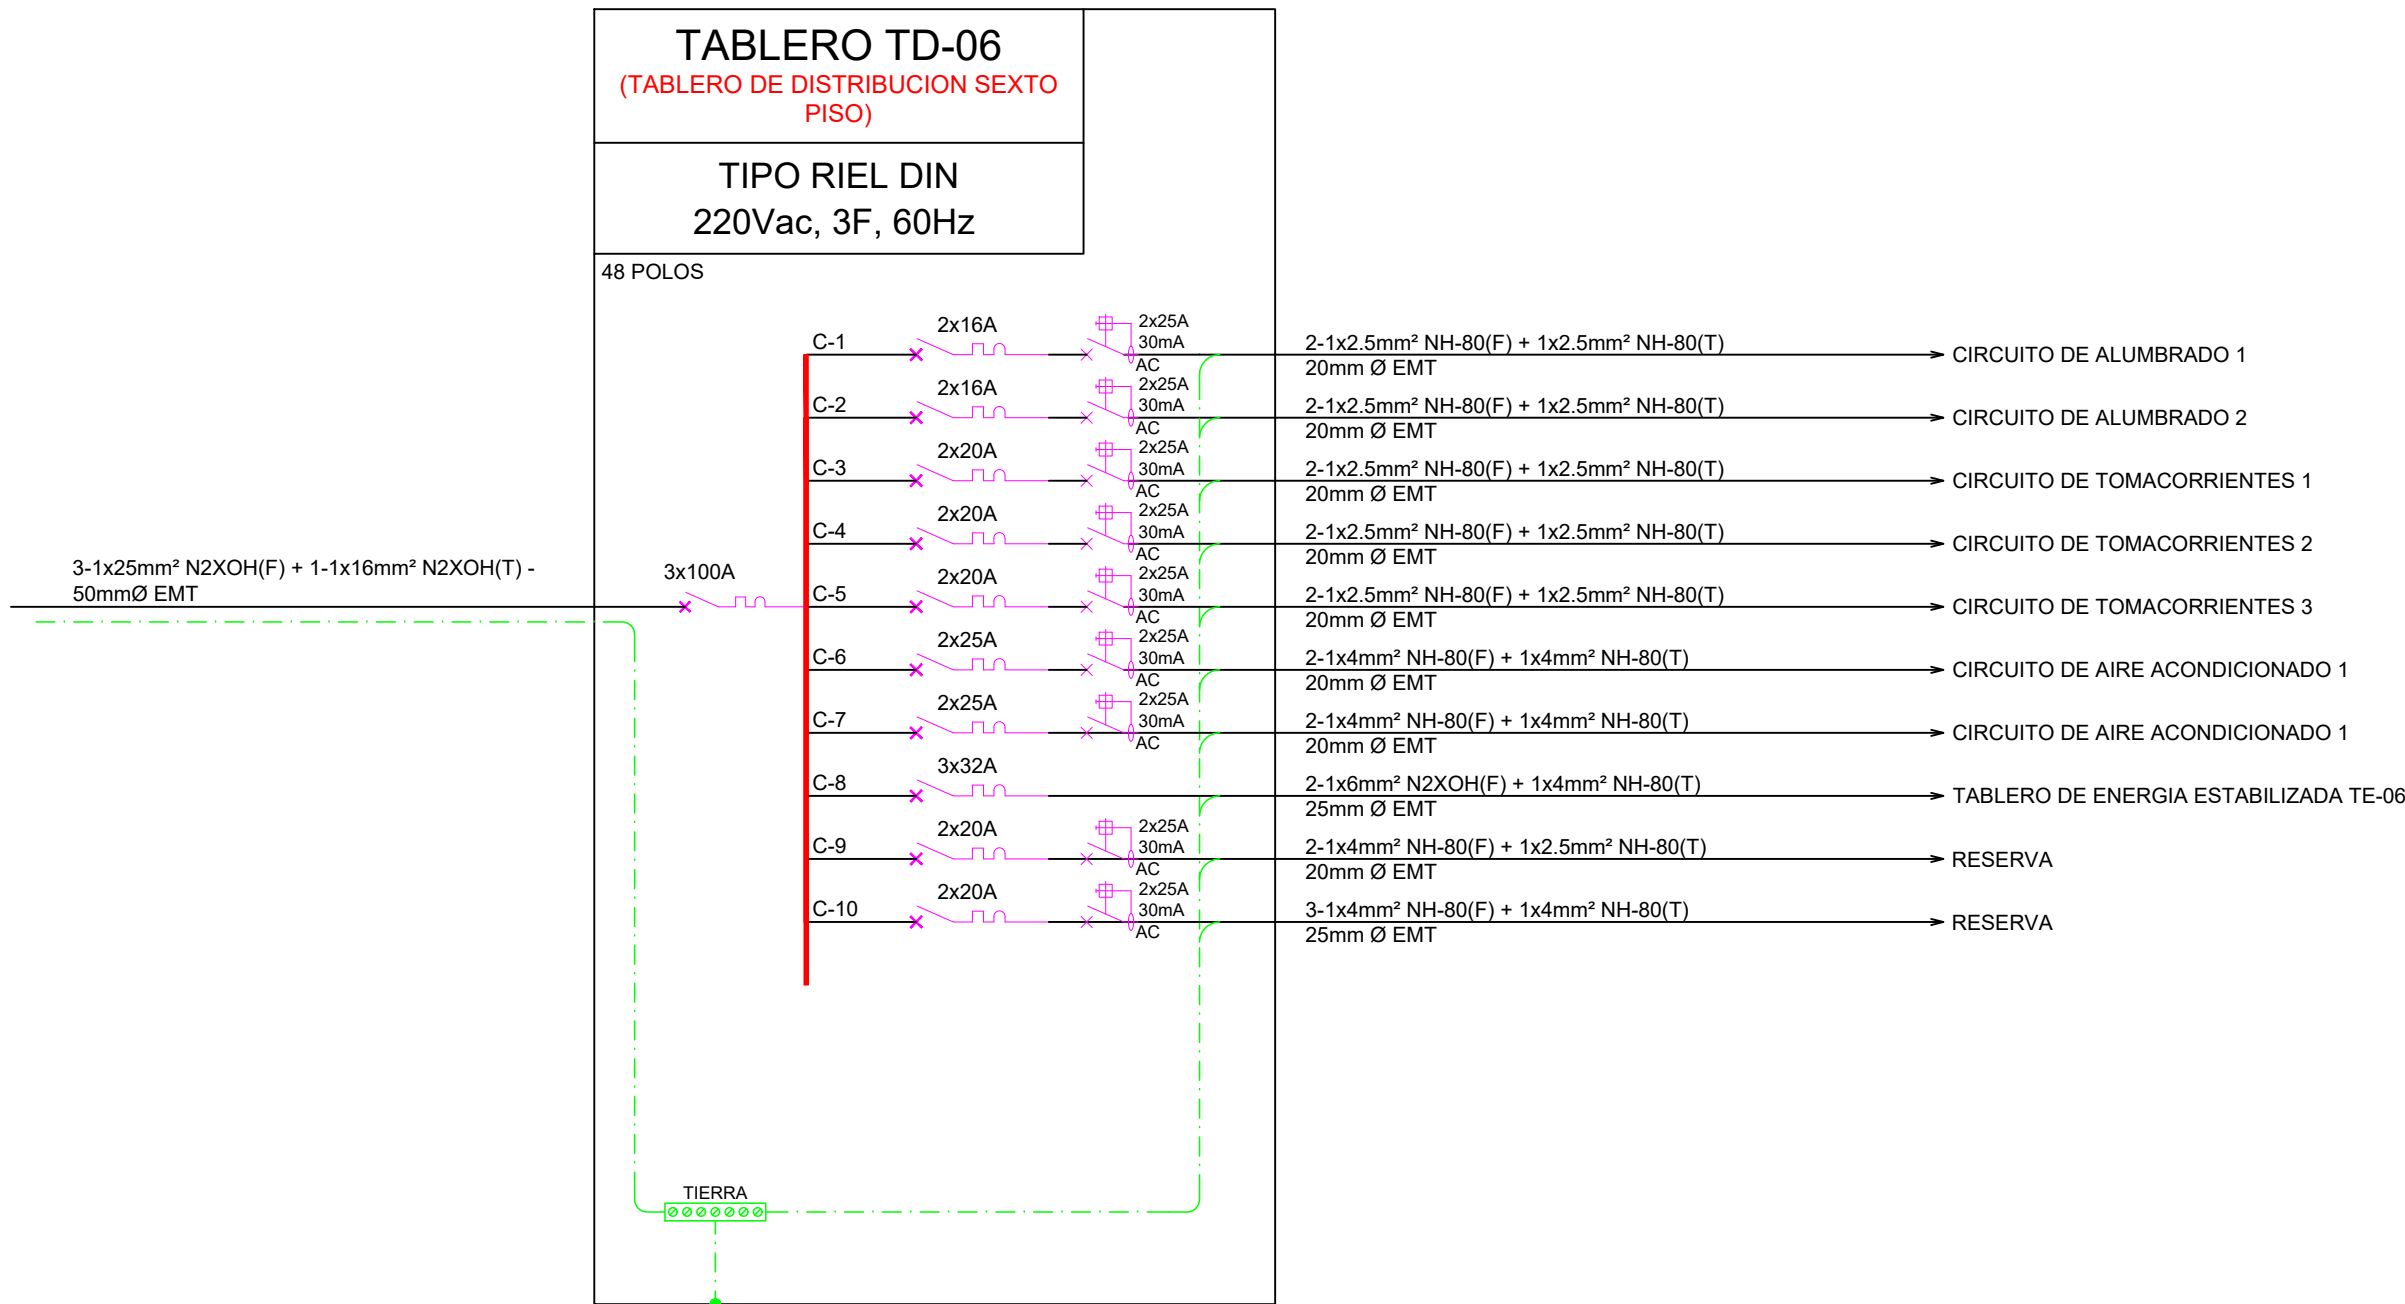 TABLERO TD-06
(TABLERO DE DISTRIBUCION SEXTO
PISO)
TIPO RIEL DIN
220Vac, 3F, 60Hz
48 POLOS
3-1x25mm² N2XOH(F) + 1-1x16mm² N2XOH(T) -
50mmØ EMT
3x100A
C-1
2x16A
2x25A
30mA
AC
2-1x2.5mm² NH-80(F) + 1x2.5mm² NH-80(T)
20mm Ø EMT
CIRCUITO DE ALUMBRADO 1
C-2
2x16A
2x25A
30mA
AC
2-1x2.5mm² NH-80(F) + 1x2.5mm² NH-80(T)
20mm Ø EMT
CIRCUITO DE ALUMBRADO 2
C-3
2x20A
2x25A
30mA
AC
2-1x2.5mm² NH-80(F) + 1x2.5mm² NH-80(T)
20mm Ø EMT
CIRCUITO DE TOMACORRIENTES 1
C-4
2x20A
2x25A
30mA
AC
2-1x2.5mm² NH-80(F) + 1x2.5mm² NH-80(T)
20mm Ø EMT
CIRCUITO DE TOMACORRIENTES 2
C-5
2x20A
2x25A
30mA
AC
2-1x2.5mm² NH-80(F) + 1x2.5mm² NH-80(T)
20mm Ø EMT
CIRCUITO DE TOMACORRIENTES 3
C-6
2x25A
2x25A
30mA
AC
2-1x4mm² NH-80(F) + 1x4mm² NH-80(T)
20mm Ø EMT
CIRCUITO DE AIRE ACONDICIONADO 1
C-7
2x25A
2x25A
30mA
AC
2-1x4mm² NH-80(F) + 1x4mm² NH-80(T)
20mm Ø EMT
CIRCUITO DE AIRE ACONDICIONADO 1
C-8
3x32A
2-1x6mm² N2XOH(F) + 1x4mm² NH-80(T)
25mm Ø EMT
TABLERO DE ENERGIA ESTABILIZADA TE-06
C-9
2x20A
2x25A
30mA
AC
2-1x4mm² NH-80(F) + 1x2.5mm² NH-80(T)
20mm Ø EMT
RESERVA
C-10
2x20A
2x25A
30mA
AC
3-1x4mm² NH-80(F) + 1x4mm² NH-80(T)
25mm Ø EMT
RESERVA
TIERRA